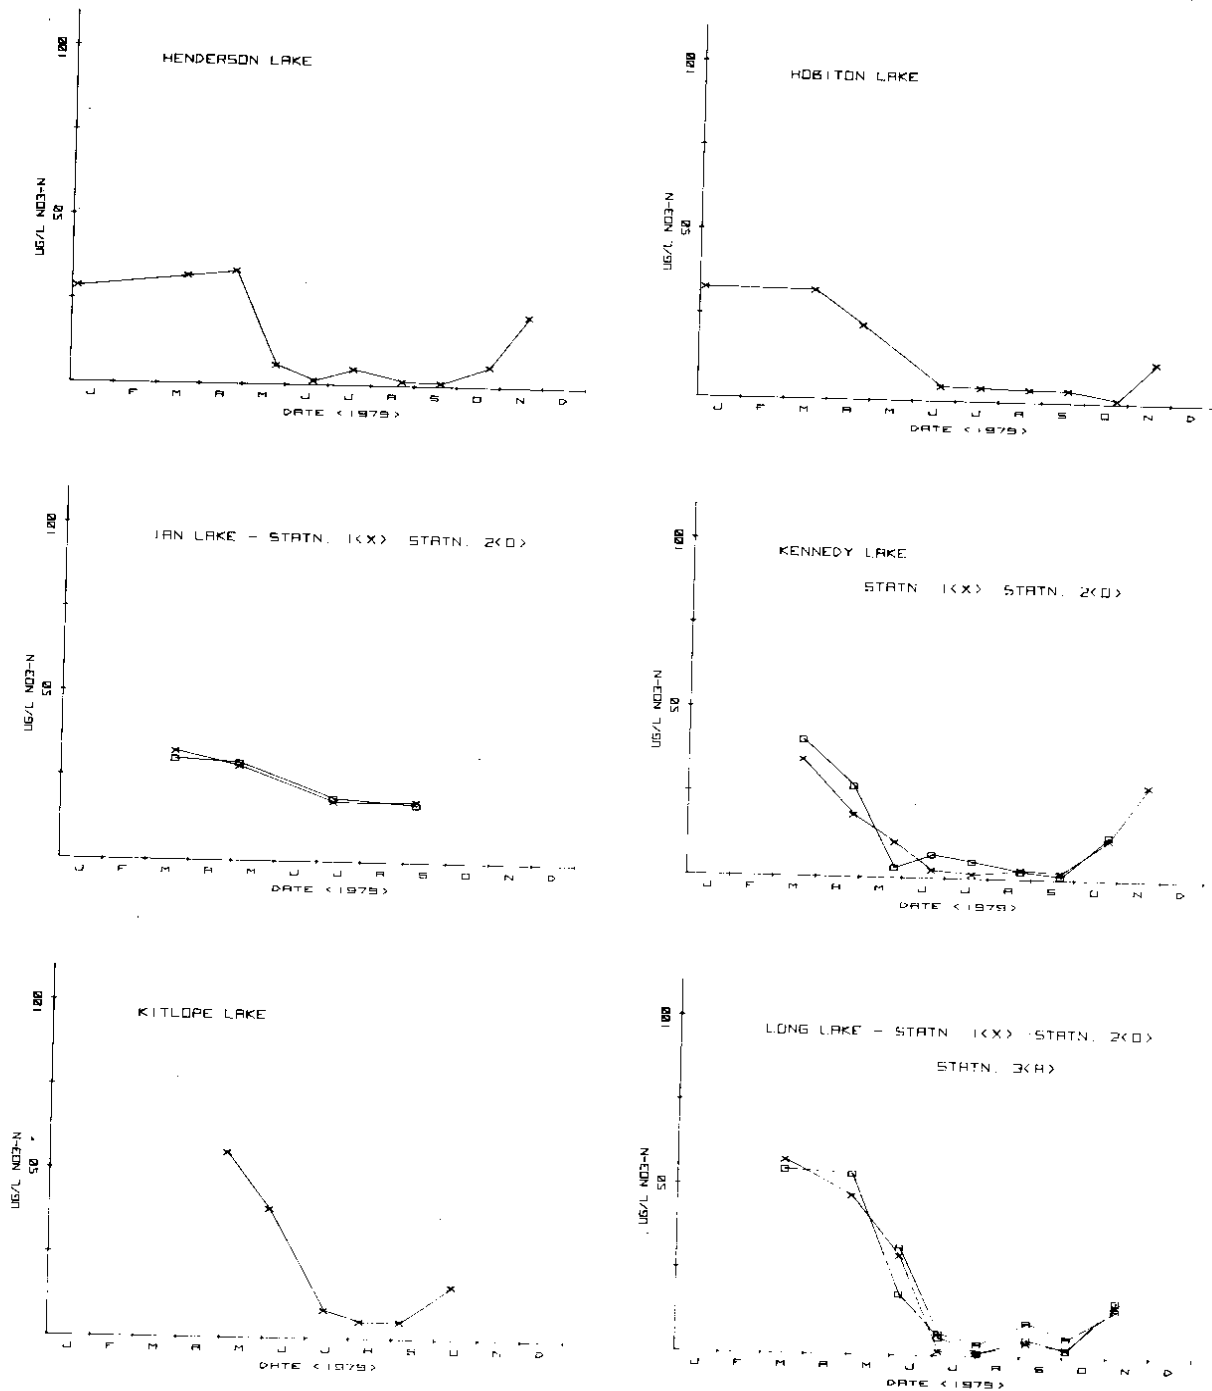 HENDERSON LAKE
100
50
UG/L NO3-N
J F M A M J J A S O N D
DATE <1979>
HOBITON LAKE
100
50
UG/L NO3-N
J F M A M J J A S O N D
DATE <1979>
IAN LAKE - STATN. 1<X> STATN. 2<O>
100
50
UG/L NO3-N
J F M A M J J A S O N D
DATE <1979>
KENNEDY LAKE
STATN 1<X> STATN. 2<O>
100
50
UG/L NO3-N
J F M A M J J A S O N D
DATE <1979>
KITLOPE LAKE
100
50
UG/L NO3-N
J F M A M J J A S O N D
DATE <1979>
LONG LAKE - STATN 1<X> STATN. 2<O>
STATN. 3<A>
100
50
UG/L NO3-N
J F M A M J J A S O N D
DATE <1979>